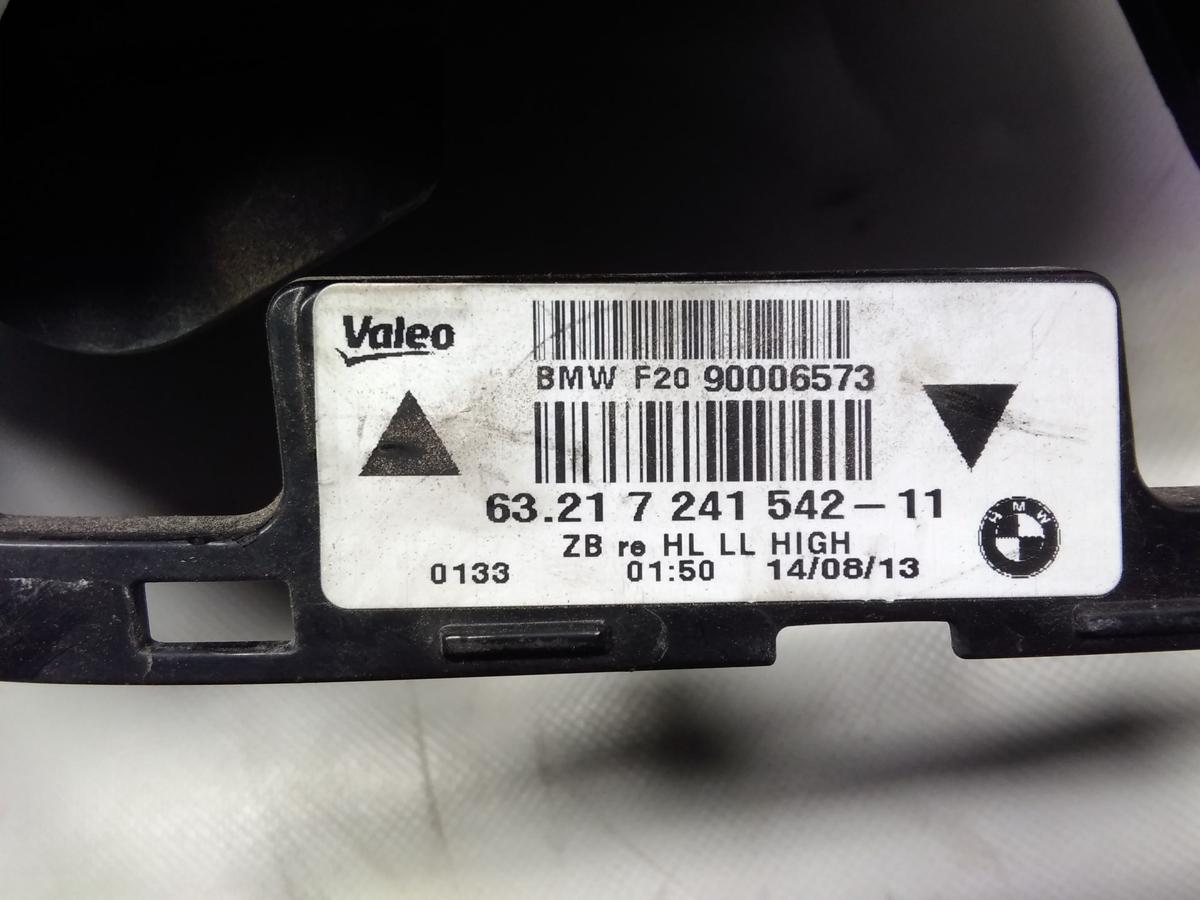 Valeo
BMW F20 90006573
63.21 7 241 542-11
ZB re HL LL HIGH
0133 01:50 14/08/13
BMW